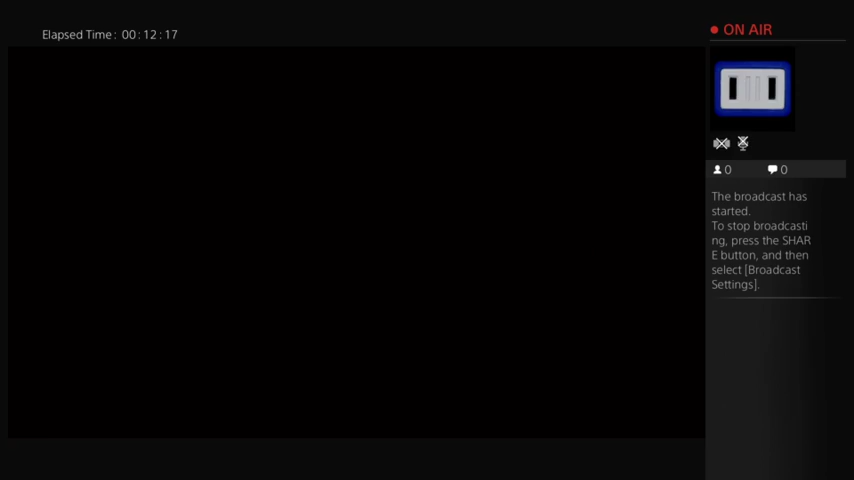 Elapsed Time: 00:12:17
ON AIR
0 0
The broadcast has
started.
To stop broadcasti
ng, press the SHAR
E button, and then
select [Broadcast
Settings].